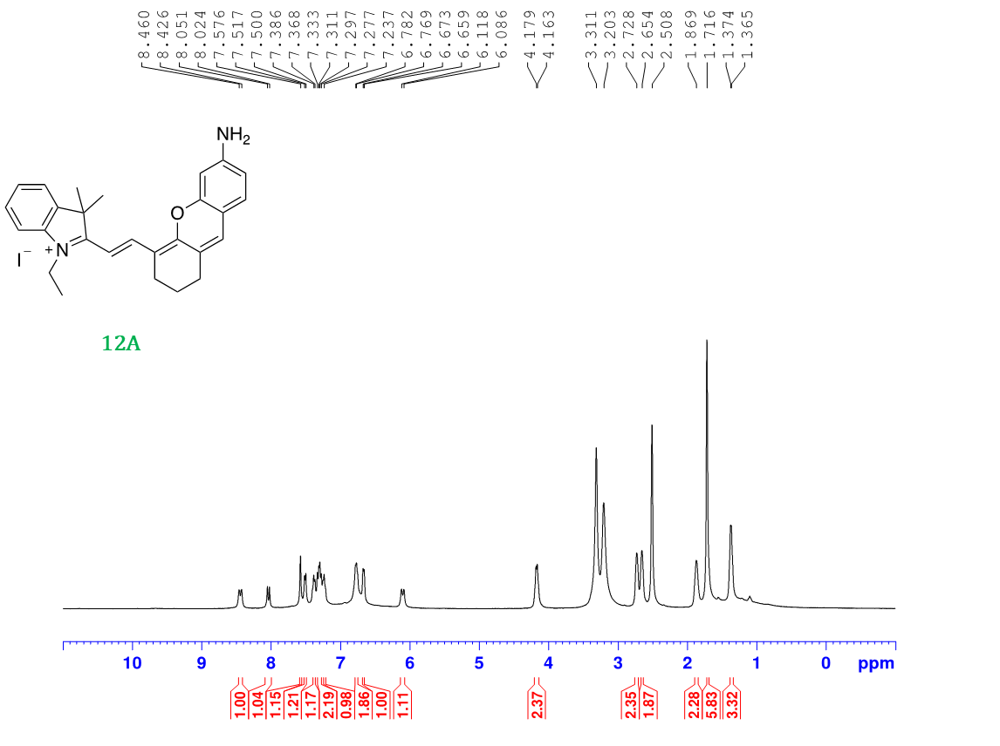 8.460 8.426 8.051 8.024 7.576 7.517 7.500 7.386 7.368 7.333 7.311 7.297 7.277 7.237 6.782 6.769 6.673 6.659 6.118 6.086 4.179 4.163 3.311 3.203 2.728 2.654 2.508 1.869 1.716 1.374 1.365
NH2
O
N
+
I−
12A
10 9 8 7 6 5 4 3 2 1 0 ppm
1.00 1.04 1.15 1.21 1.17 2.19 0.98 1.86 1.00 1.11 2.37 2.35 1.87 2.28 5.83 3.32